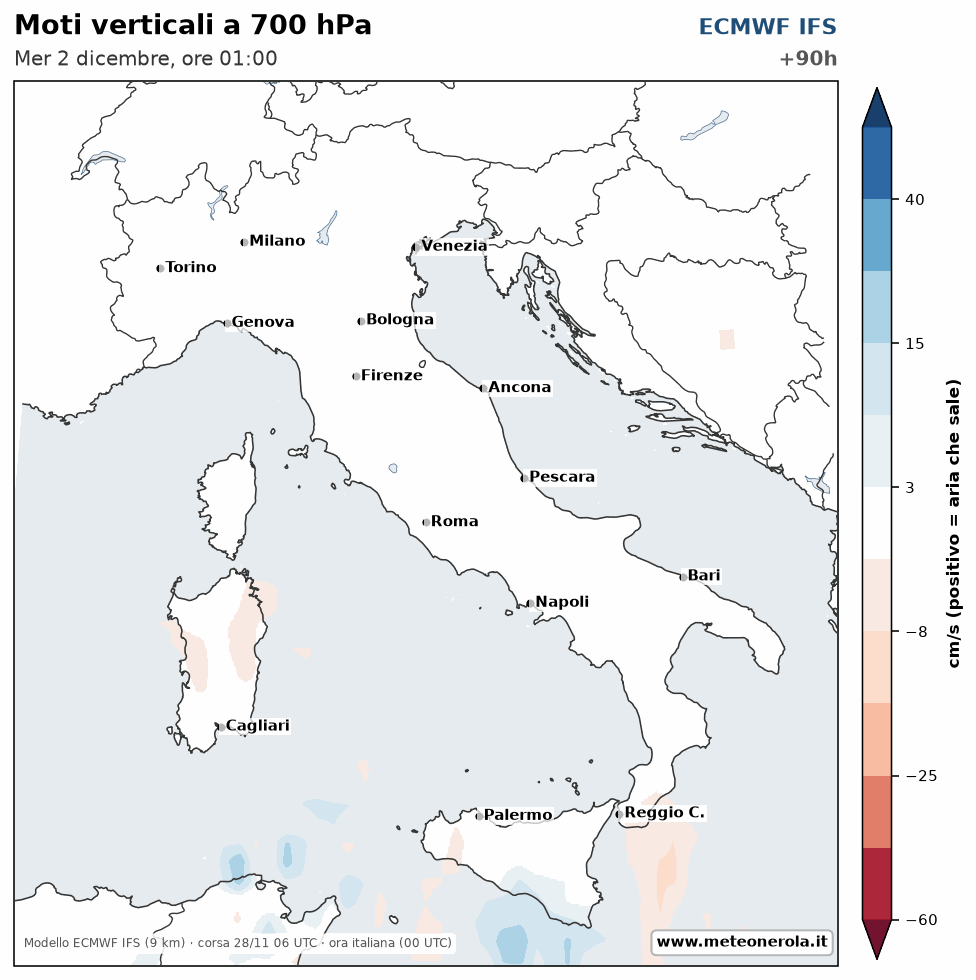 Moti verticali a 700 hPa
ECMWF IFS
Mer 2 dicembre, ore 01:00
+90h
Milano
Venezia
Torino
Genova
Bologna
Firenze
Ancona
Pescara
Roma
Bari
Napoli
Cagliari
Palermo
Reggio C.
40
15
3
−8
−25
−60
cm/s (positivo = aria che sale)
Modello ECMWF IFS (9 km) · corsa 28/11 06 UTC · ora italiana (00 UTC)
www.meteonerola.it